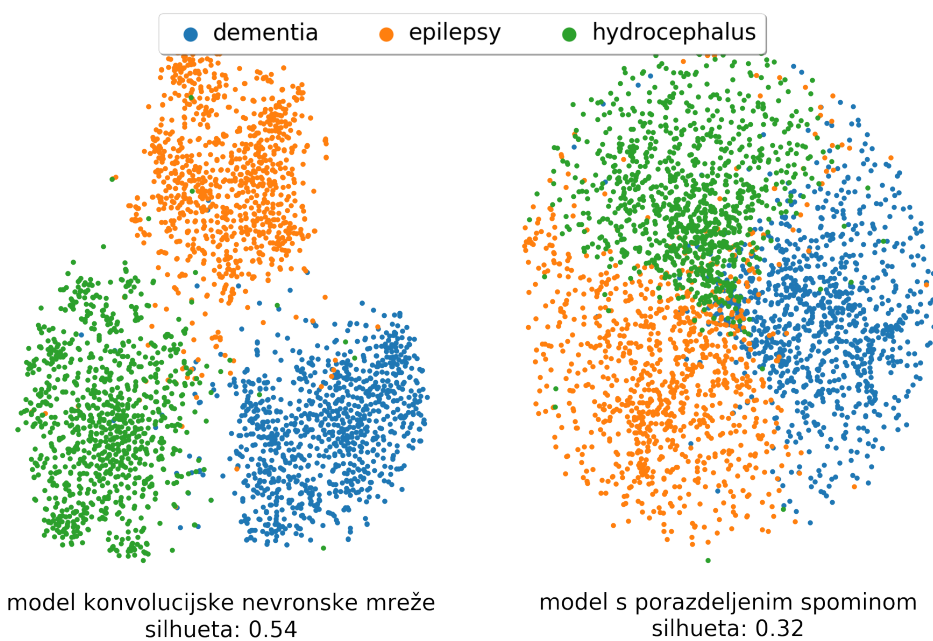 dementia epilepsy hydrocephalus
model konvolucijske nevronske mreže
silhueta: 0.54
model s porazdeljenim spominom
silhueta: 0.32